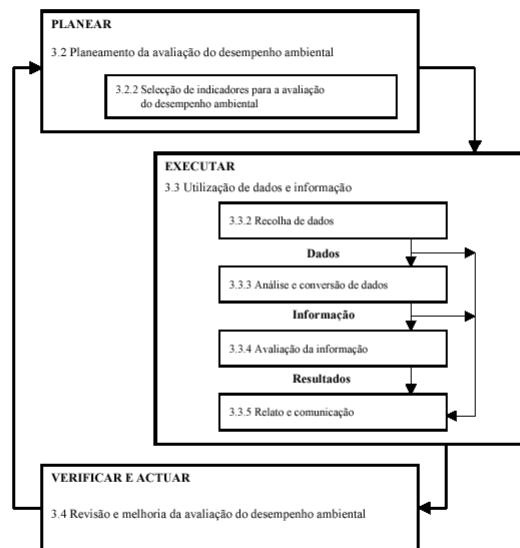 PLANEAR
3.2 Planeamento da avaliação do desempenho ambiental
3.2.2 Selecção de indicadores para a avaliação
do desempenho ambiental
EXECUTAR
3.3 Utilização de dados e informação
3.3.2 Recolha de dados
Dados
3.3.3 Análise e conversão de dados
Informação
3.3.4 Avaliação da informação
Resultados
3.3.5 Relato e comunicação
VERIFICAR E ACTUAR
3.4 Revisão e melhoria da avaliação do desempenho ambiental